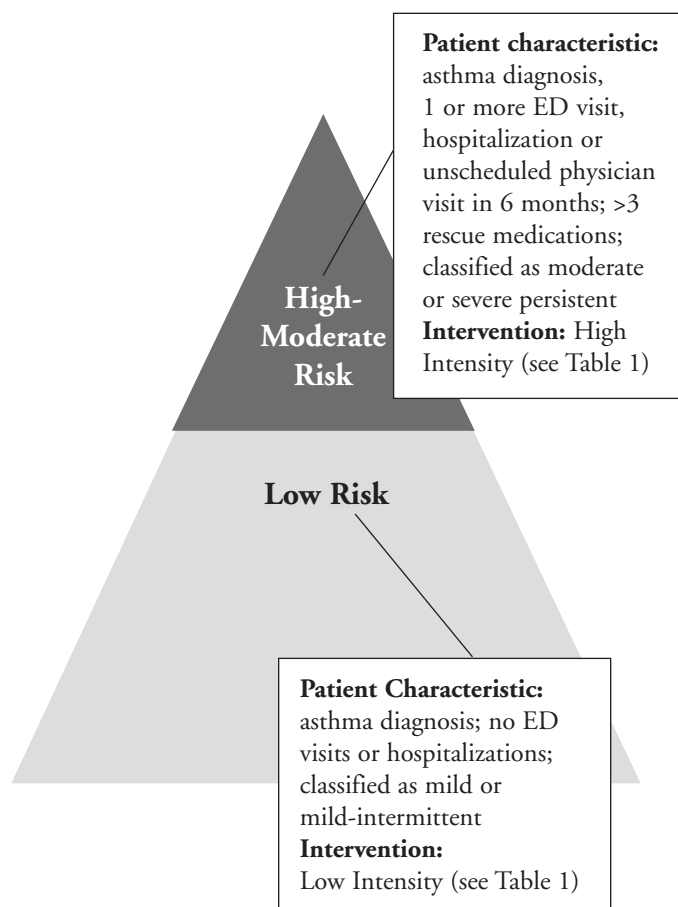 Patient characteristic:
asthma diagnosis,
1 or more ED visit,
hospitalization or
unscheduled physician
visit in 6 months; >3
rescue medications;
classified as moderate
or severe persistent
Intervention: High
Intensity (see Table 1)
High-
Moderate
Risk
Low Risk
Patient Characteristic:
asthma diagnosis; no ED
visits or hospitalizations;
classified as mild or
mild-intermittent
Intervention:
Low Intensity (see Table 1)